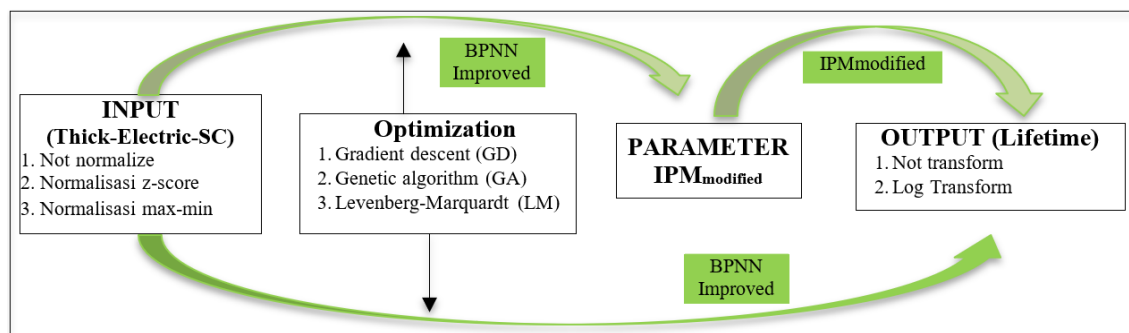 BPNN
Improved
IPMmodified
INPUT
(Thick-Electric-SC)
1. Not normalize
2. Normalisasi z-score
3. Normalisasi max-min
Optimization
1. Gradient descent (GD)
2. Genetic algorithm (GA)
3. Levenberg-Marquardt (LM)
PARAMETER
IPMmodified
OUTPUT (Lifetime)
1. Not transform
2. Log Transform
BPNN
Improved